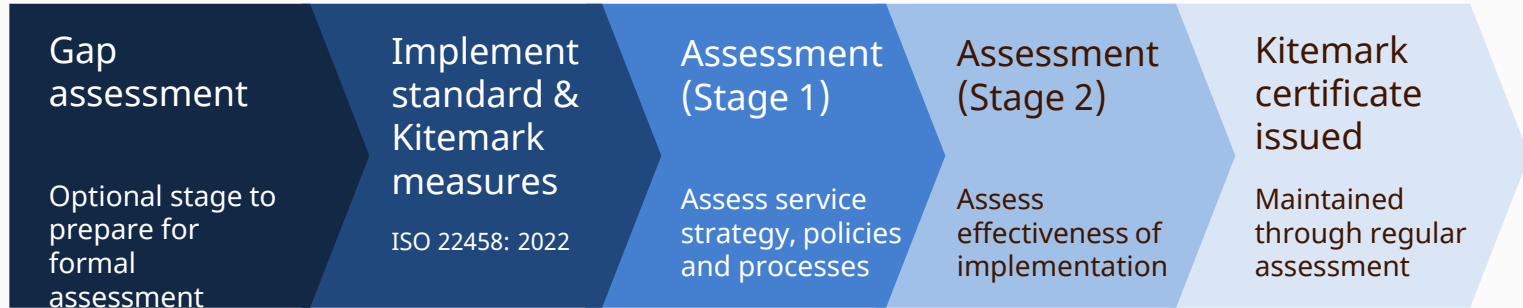 Gap
assessment
Optional stage to
prepare for
formal
assessment
Implement
standard &
Kitemark
measures
ISO 22458: 2022
Assessment
(Stage 1)
Assess service
strategy, policies
and processes
Assessment
(Stage 2)
Assess
effectiveness of
implementation
Kitemark
certificate
issued
Maintained
through regular
assessment